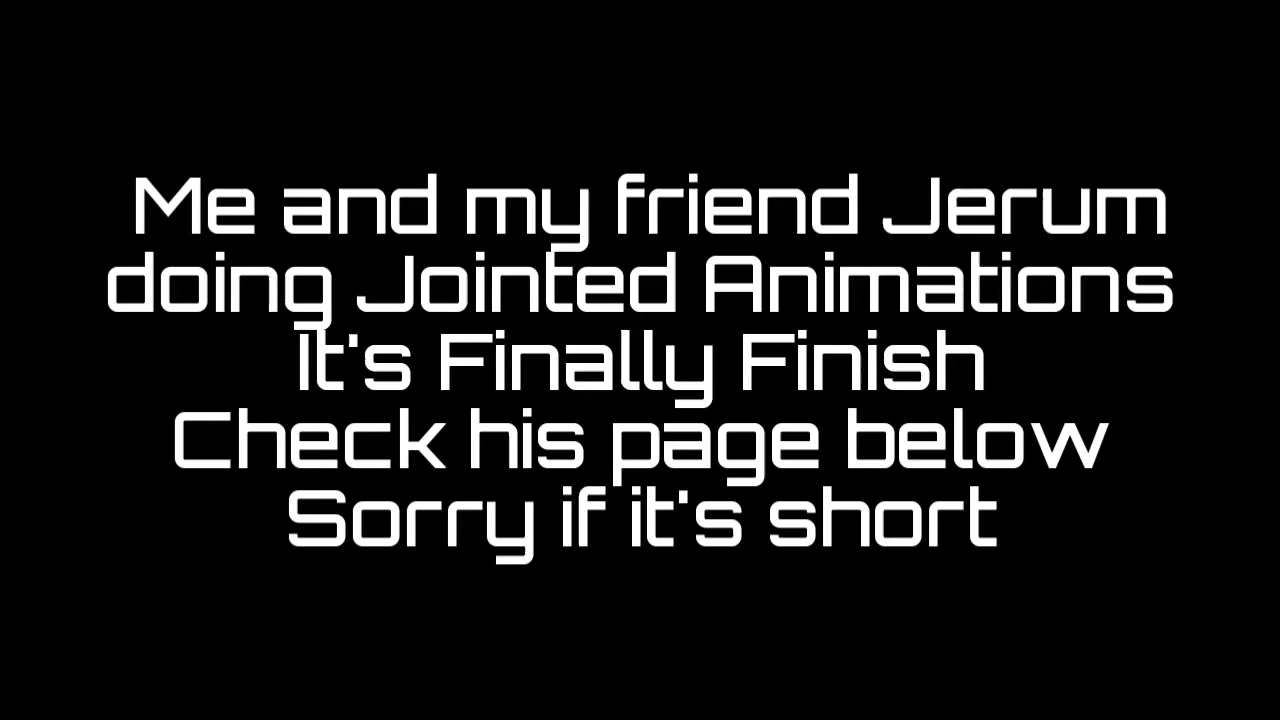 Me and my friend Jerum
doing Jointed Animations
It's Finally Finish
Check his page below
Sorry if it's short